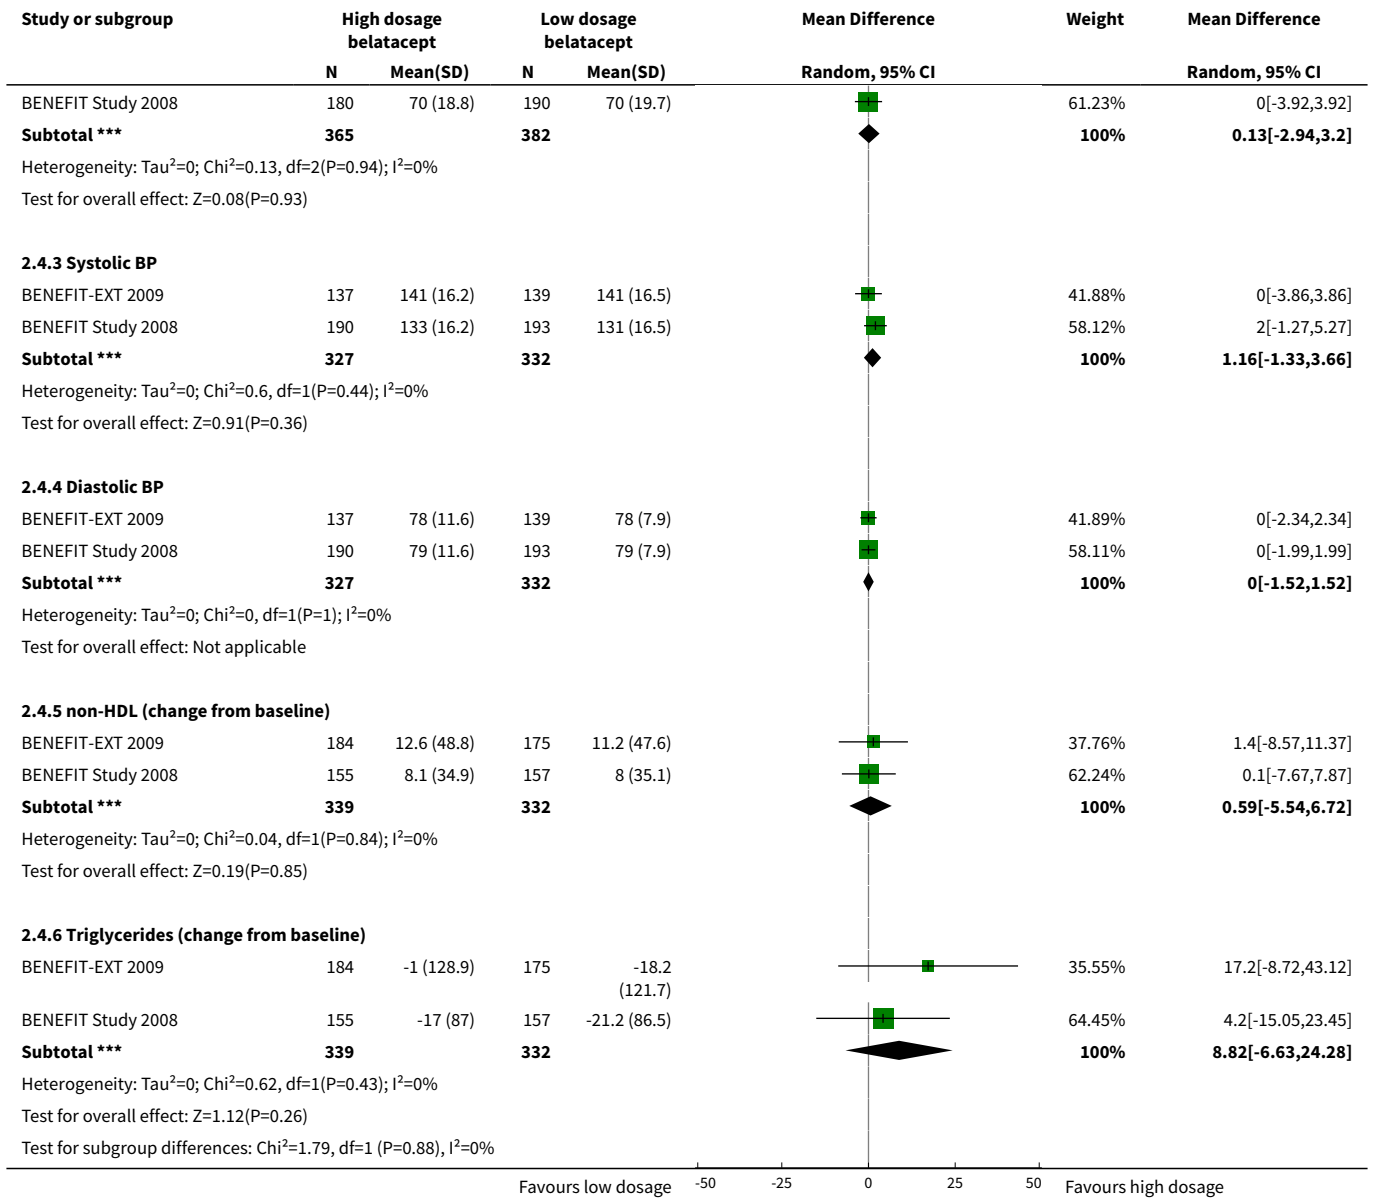 Study or subgroup High dosage belatacept Low dosage belatacept Mean Difference Weight Mean Difference
N Mean(SD) N Mean(SD) Random, 95% CI Random, 95% CI
BENEFIT Study 2008 180 70 (18.8) 190 70 (19.7) 61.23% 0[-3.92,3.92]
Subtotal *** 365 382 100% 0.13[-2.94,3.2]
Heterogeneity: Tau²=0; Chi²=0.13, df=2(P=0.94); I²=0%
Test for overall effect: Z=0.08(P=0.93)
2.4.3 Systolic BP
BENEFIT-EXT 2009 137 141 (16.2) 139 141 (16.5) 41.88% 0[-3.86,3.86]
BENEFIT Study 2008 190 133 (16.2) 193 131 (16.5) 58.12% 2[-1.27,5.27]
Subtotal *** 327 332 100% 1.16[-1.33,3.66]
Heterogeneity: Tau²=0; Chi²=0.6, df=1(P=0.44); I²=0%
Test for overall effect: Z=0.91(P=0.36)
2.4.4 Diastolic BP
BENEFIT-EXT 2009 137 78 (11.6) 139 78 (7.9) 41.89% 0[-2.34,2.34]
BENEFIT Study 2008 190 79 (11.6) 193 79 (7.9) 58.11% 0[-1.99,1.99]
Subtotal *** 327 332 100% 0[-1.52,1.52]
Heterogeneity: Tau²=0; Chi²=0, df=1(P=1); I²=0%
Test for overall effect: Not applicable
2.4.5 non-HDL (change from baseline)
BENEFIT-EXT 2009 184 12.6 (48.8) 175 11.2 (47.6) 37.76% 1.4[-8.57,11.37]
BENEFIT Study 2008 155 8.1 (34.9) 157 8 (35.1) 62.24% 0.1[-7.67,7.87]
Subtotal *** 339 332 100% 0.59[-5.54,6.72]
Heterogeneity: Tau²=0; Chi²=0.04, df=1(P=0.84); I²=0%
Test for overall effect: Z=0.19(P=0.85)
2.4.6 Triglycerides (change from baseline)
BENEFIT-EXT 2009 184 -1 (128.9) 175 -18.2 (121.7) 35.55% 17.2[-8.72,43.12]
BENEFIT Study 2008 155 -17 (87) 157 -21.2 (86.5) 64.45% 4.2[-15.05,23.45]
Subtotal *** 339 332 100% 8.82[-6.63,24.28]
Heterogeneity: Tau²=0; Chi²=0.62, df=1(P=0.43); I²=0%
Test for overall effect: Z=1.12(P=0.26)
Test for subgroup differences: Chi²=1.79, df=1 (P=0.88), I²=0%
Favours low dosage -50 -25 0 25 50 Favours high dosage